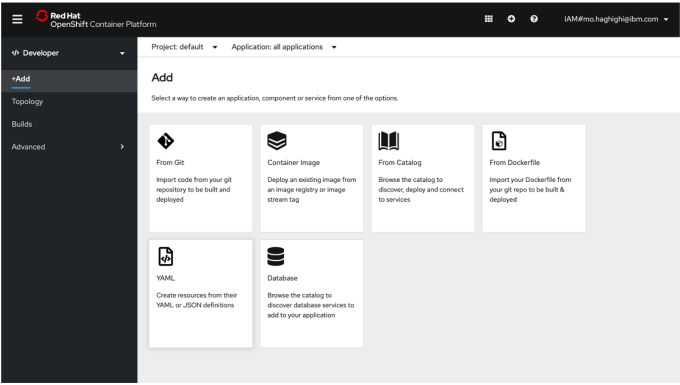 Red Hat
OpenShift Container Platform
IAM#mo.haghighi@ibm.com
</> Developer
Project: default
Application: all applications
+Add
Topology
Builds
Advanced
Add
Select a way to create an application, component or service from one of the options.
From Git
Import code from your git
repository to be built and
deployed
Container Image
Deploy an existing image from
an image registry or image
stream tag
From Catalog
Browse the catalog to
discover, deploy and connect
to services
From Dockerfile
Import your Dockerfile from
your git repo to be built &
deployed
YAML
Create resources from their
YAML or JSON definitions
Database
Browse the catalog to
discover database services to
add to your application